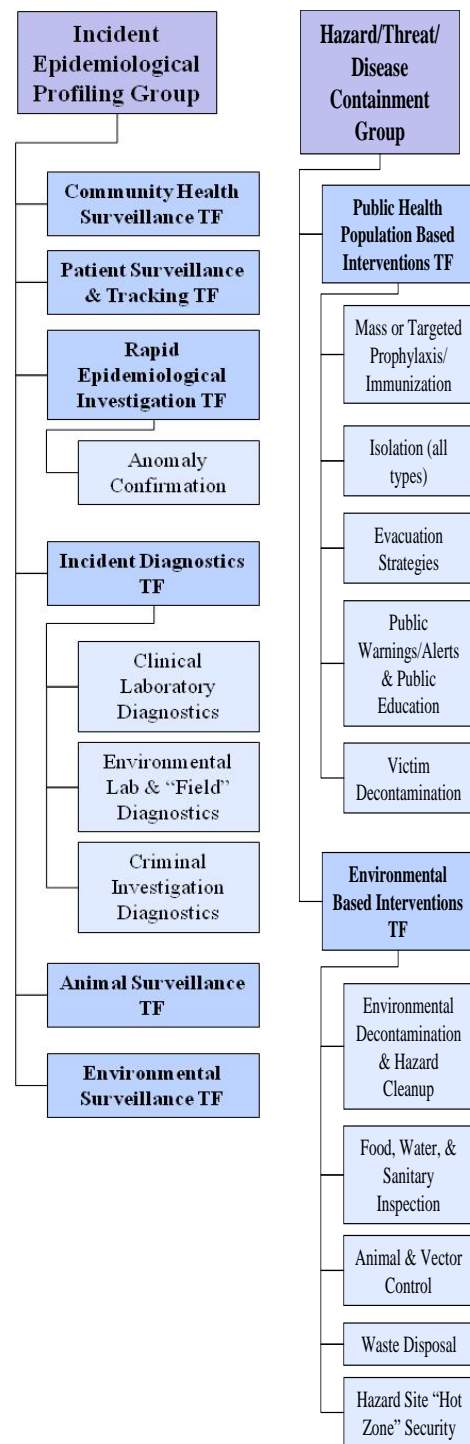 Incident
Epidemiological
Profiling Group
Community Health
Surveillance TF
Patient Surveillance
& Tracking TF
Rapid
Epidemiological
Investigation TF
Anomaly
Confirmation
Incident Diagnostics
TF
Clinical
Laboratory
Diagnostics
Environmental
Lab & “Field”
Diagnostics
Criminal
Investigation
Diagnostics
Animal Surveillance
TF
Environmental
Surveillance TF
Hazard/Threat/
Disease
Containment
Group
Public Health
Population Based
Interventions TF
Mass or Targeted
Prophylaxis/
Immunization
Isolation (all
types)
Evacuation
Strategies
Public
Warnings/Alerts
& Public
Education
Victim
Decontamination
Environmental
Based Interventions
TF
Environmental
Decontamination
& Hazard
Cleanup
Food, Water, &
Sanitary
Inspection
Animal & Vector
Control
Waste Disposal
Hazard Site “Hot
Zone” Security